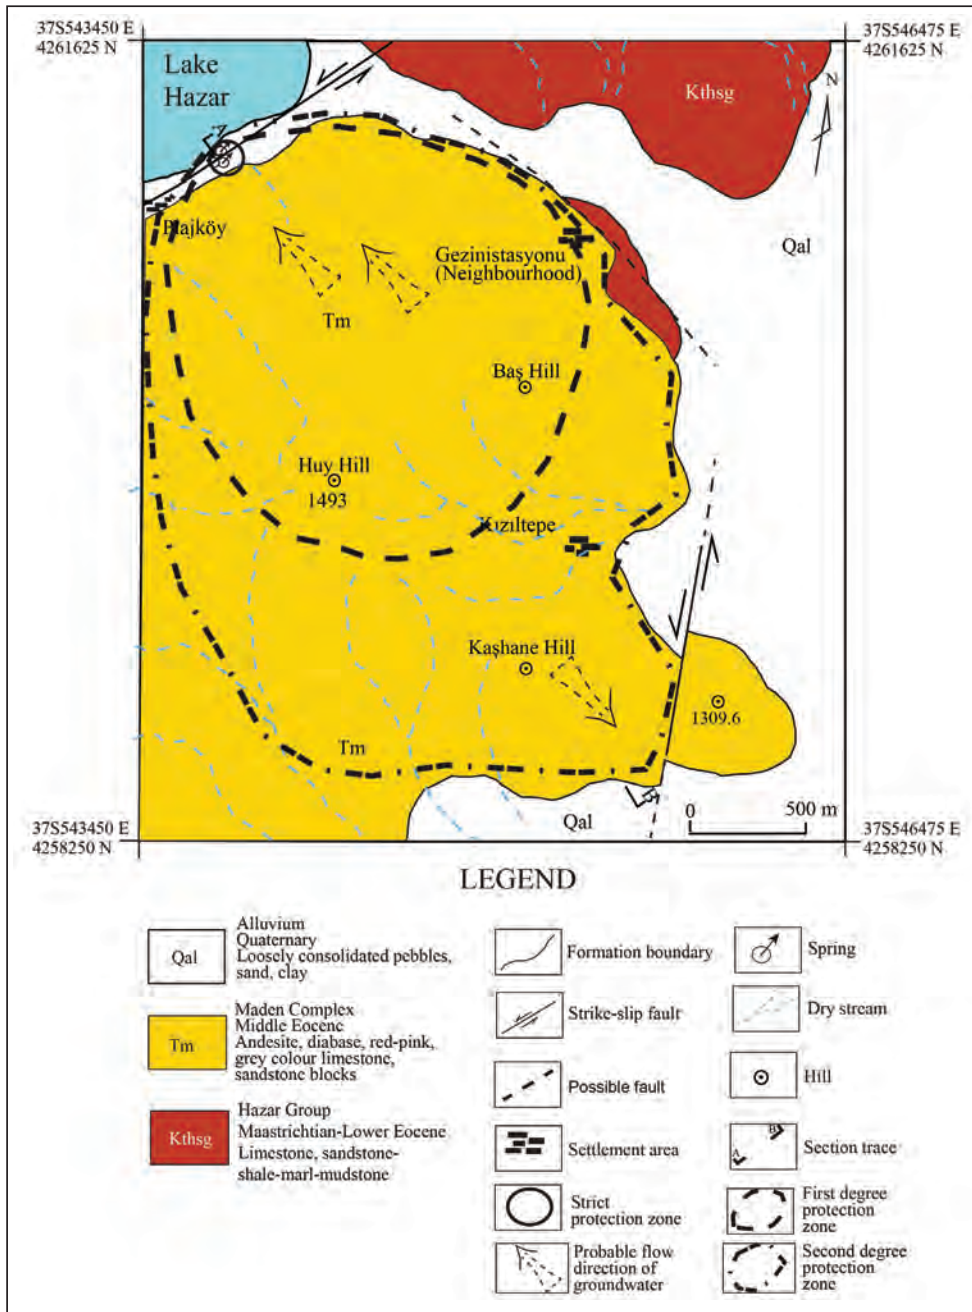 37S543450 E
4261625 N
37S546475 E
4261625 N
Lake
Hazar
Kthsg
N
A
Plajköy
Qal
Gezinistasyonu
(Neighbourhood)
Tm
Baş Hill
Huy Hill
1493
Kızıltepe
Kaşhane Hill
1309.6
Tm
B
Qal
0 500 m
37S543450 E
4258250 N
37S546475 E
4258250 N
LEGEND
Qal
Alluvium
Quaternary
Loosely consolidated pebbles,
sand, clay
Tm
Maden Complex
Middle Eocene
Andesite, diabase, red-pink,
grey colour limestone,
sandstone blocks
Kthsg
Hazar Group
Maastrichtian-Lower Eocene
Limestone, sandstone-
shale-marl-mudstone
Formation boundary
Strike-slip fault
Possible fault
Settlement area
Strict
protection zone
Probable flow
direction of
groundwater
Spring
Dry stream
Hill
A
B
Section trace
First degree
protection
zone
Second degree
protection
zone